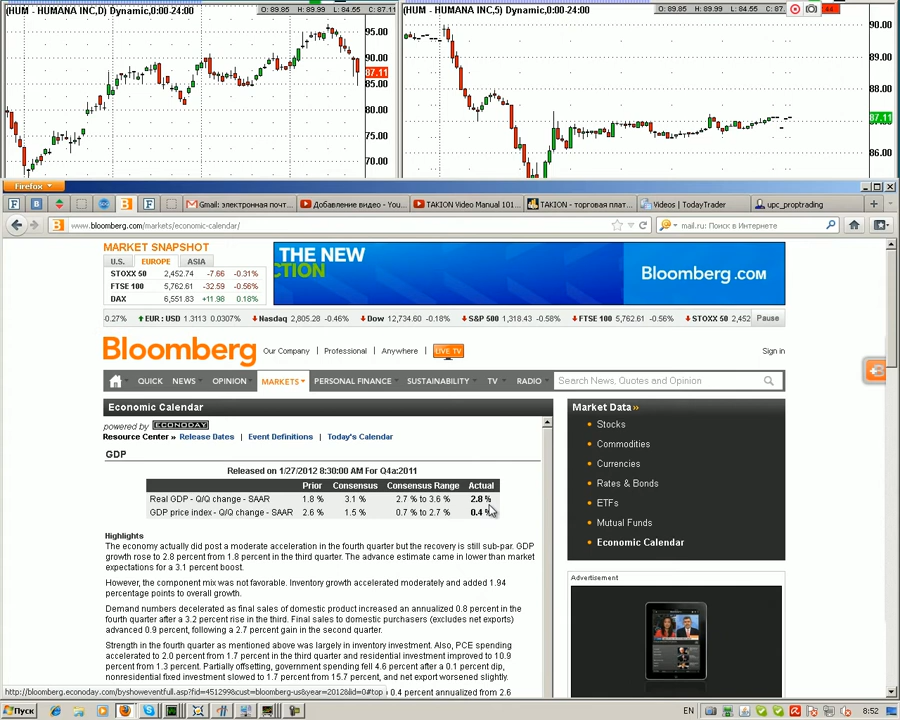 (HUM - HUMANA INC,D) Dynamic,0:00-24:00
O: 89.85 H: 89.99 L: 84.55 C: 87.11
95.00
90.00
87.11
80.00
75.00
70.00
(HUM - HUMANA INC,5) Dynamic,0:00-24:00
O: 89.85 H: 89.99 L: 84.55 C: 87.
44
90.00
89.00
88.00
87.11
86.00
Firefox
Gmail: электронная почт...
Добавление видео - You...
TAKION Video Manual 101...
TAKION - торговая плат...
Videos | TodayTrader
upc_proptrading
www.bloomberg.com/markets/economic-calendar/
mail.ru: Поиск в Интернете
MARKET SNAPSHOT
U.S. EUROPE ASIA
STOXX 50 2,452.74 -7.66 -0.31%
FTSE 100 5,762.61 -32.59 -0.56%
DAX 6,551.83 +11.98 0.18%
THE NEW
CTION
Bloomberg.COM
0.27% EUR : USD 1.3113 0.0307% Nasdaq 2,805.28 -0.46% Dow 12,734.60 -0.18% S&P 500 1,318.43 -0.58% FTSE 100 5,762.61 -0.56% STOXX 50 2,452
Pause
Bloomberg
Our Company | Professional | Anywhere | LIVE TV
Sign in
QUICK NEWS OPINION MARKETS PERSONAL FINANCE SUSTAINABILITY TV RADIO
Search News, Quotes and Opinion
Economic Calendar
powered by ECONODAY
Resource Center » Release Dates | Event Definitions | Today's Calendar
GDP
Released on 1/27/2012 8:30:00 AM For Q4a:2011
Prior Consensus Consensus Range Actual
Real GDP - Q/Q change - SAAR 1.8 % 3.1 % 2.7 % to 3.6 % 2.8 %
GDP price index - Q/Q change - SAAR 2.6 % 1.5 % 0.7 % to 2.7 % 0.4 %
Highlights
The economy actually did post a moderate acceleration in the fourth quarter but the recovery is still sub-par. GDP
growth rose to 2.8 percent from 1.8 percent in the third quarter. The advance estimate came in lower than market
expectations for a 3.1 percent boost.
However, the component mix was not favorable. Inventory growth accelerated moderately and added 1.94
percentage points to overall growth.
Demand numbers decelerated as final sales of domestic product increased an annualized 0.8 percent in the
fourth quarter after a 3.2 percent rise in the third. Final sales to domestic purchasers (excludes net exports)
advanced 0.9 percent, following a 2.7 percent gain in the second quarter.
Strength in the fourth quarter as mentioned above was largely in inventory investment. Also, PCE spending
accelerated to 2.0 percent from 1.7 percent in the third quarter and residential investment improved to 10.9
percent from 1.3 percent. Partially offsetting, government spending fell 4.6 percent after a 0.1 percent dip,
nonresidential fixed investment slowed to 1.7 percent from 15.7 percent, and net export worsened slightly.
0.4 percent annualized from 2.6
Market Data »
Stocks
Commodities
Currencies
Rates & Bonds
ETFs
Mutual Funds
Economic Calendar
Advertisement
http://bloomberg.econoday.com/byshoweventfull.asp?fid=451299&cust=bloomberg-us&year=2012&lid=0#top
Пуск
EN
8:52